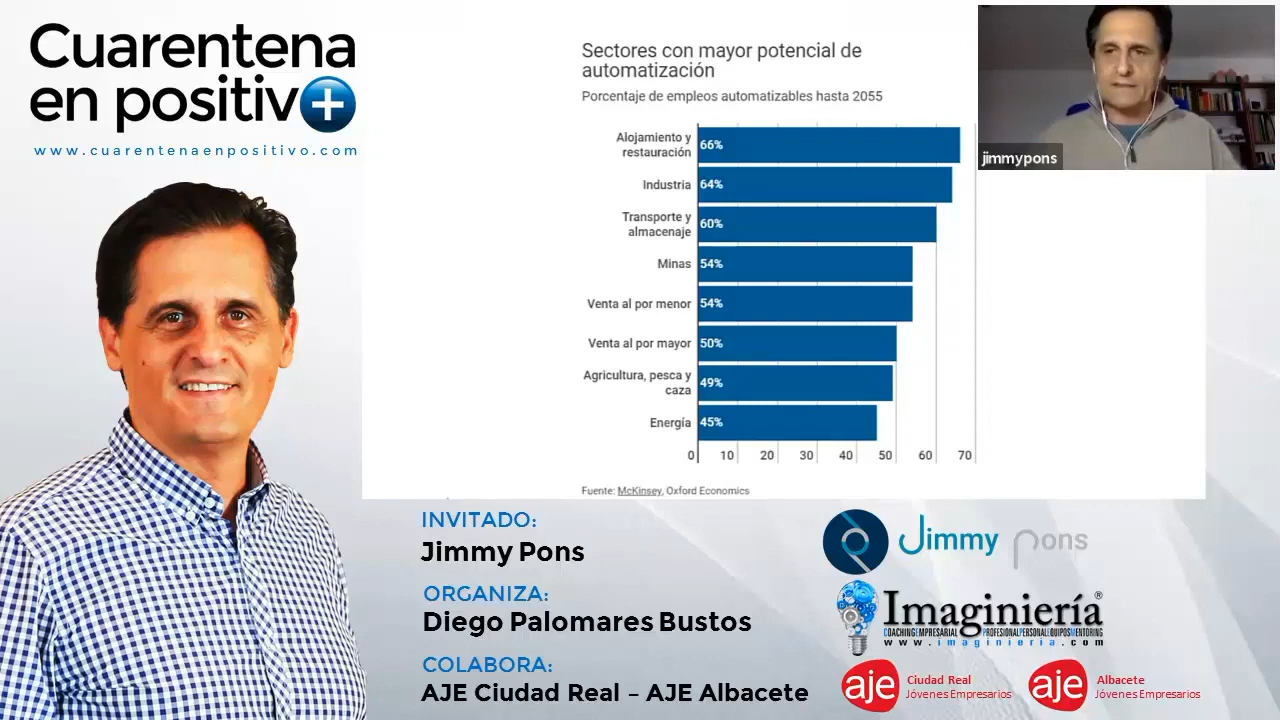 Cuarentena
en positivo
www.cuarentenaenpositivo.com
Sectores con mayor potencial de
automatización
Porcentaje de empleos automatizables hasta 2055
Alojamiento y
restauración
66%
Industria
64%
Transporte y
almacenaje
60%
Minas
54%
Venta al por menor
54%
Venta al por mayor
50%
Agricultura, pesca y
caza
49%
Energía
45%
0 10 20 30 40 50 60 70
Fuente: McKinsey, Oxford Economics
jimmypons
INVITADO:
Jimmy Pons
ORGANIZA:
Diego Palomares Bustos
COLABORA:
AJE Ciudad Real – AJE Albacete
Jimmy pons
Imaginiería®
COACHINGEMPRESARIAL PROFESIONALPERSONALEQUIPOSMENTORING
www.imaginieria.com
aje
Ciudad Real
Jóvenes Empresarios
aje
Albacete
Jóvenes Empresarios